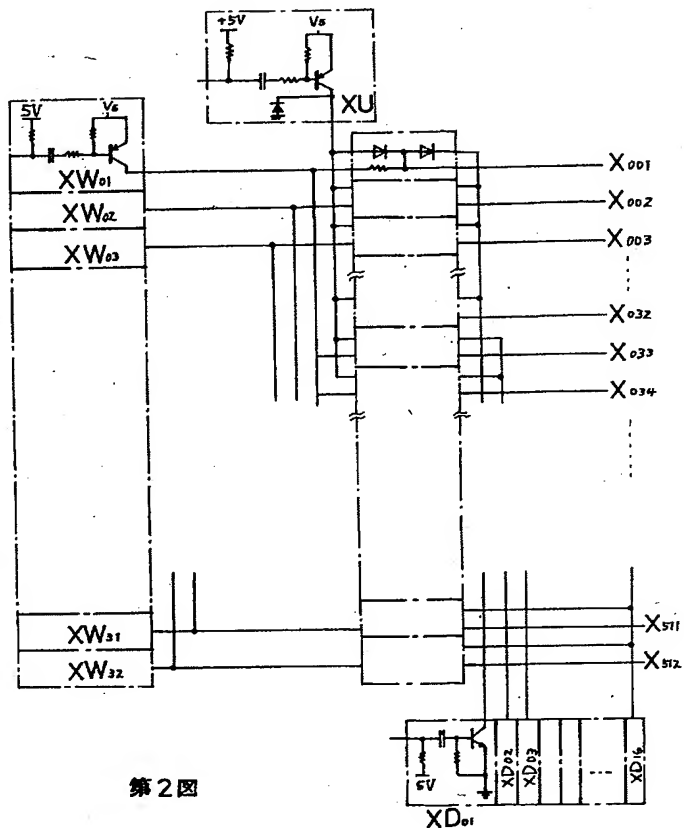 +5V
Vs
XU
5V
Vs
XW01
XW02
XW03
X001
X002
X003
X032
X033
X034
XW31
XW32
X511
X512
5V
XD01
XD02
XD03
XD16
第2図